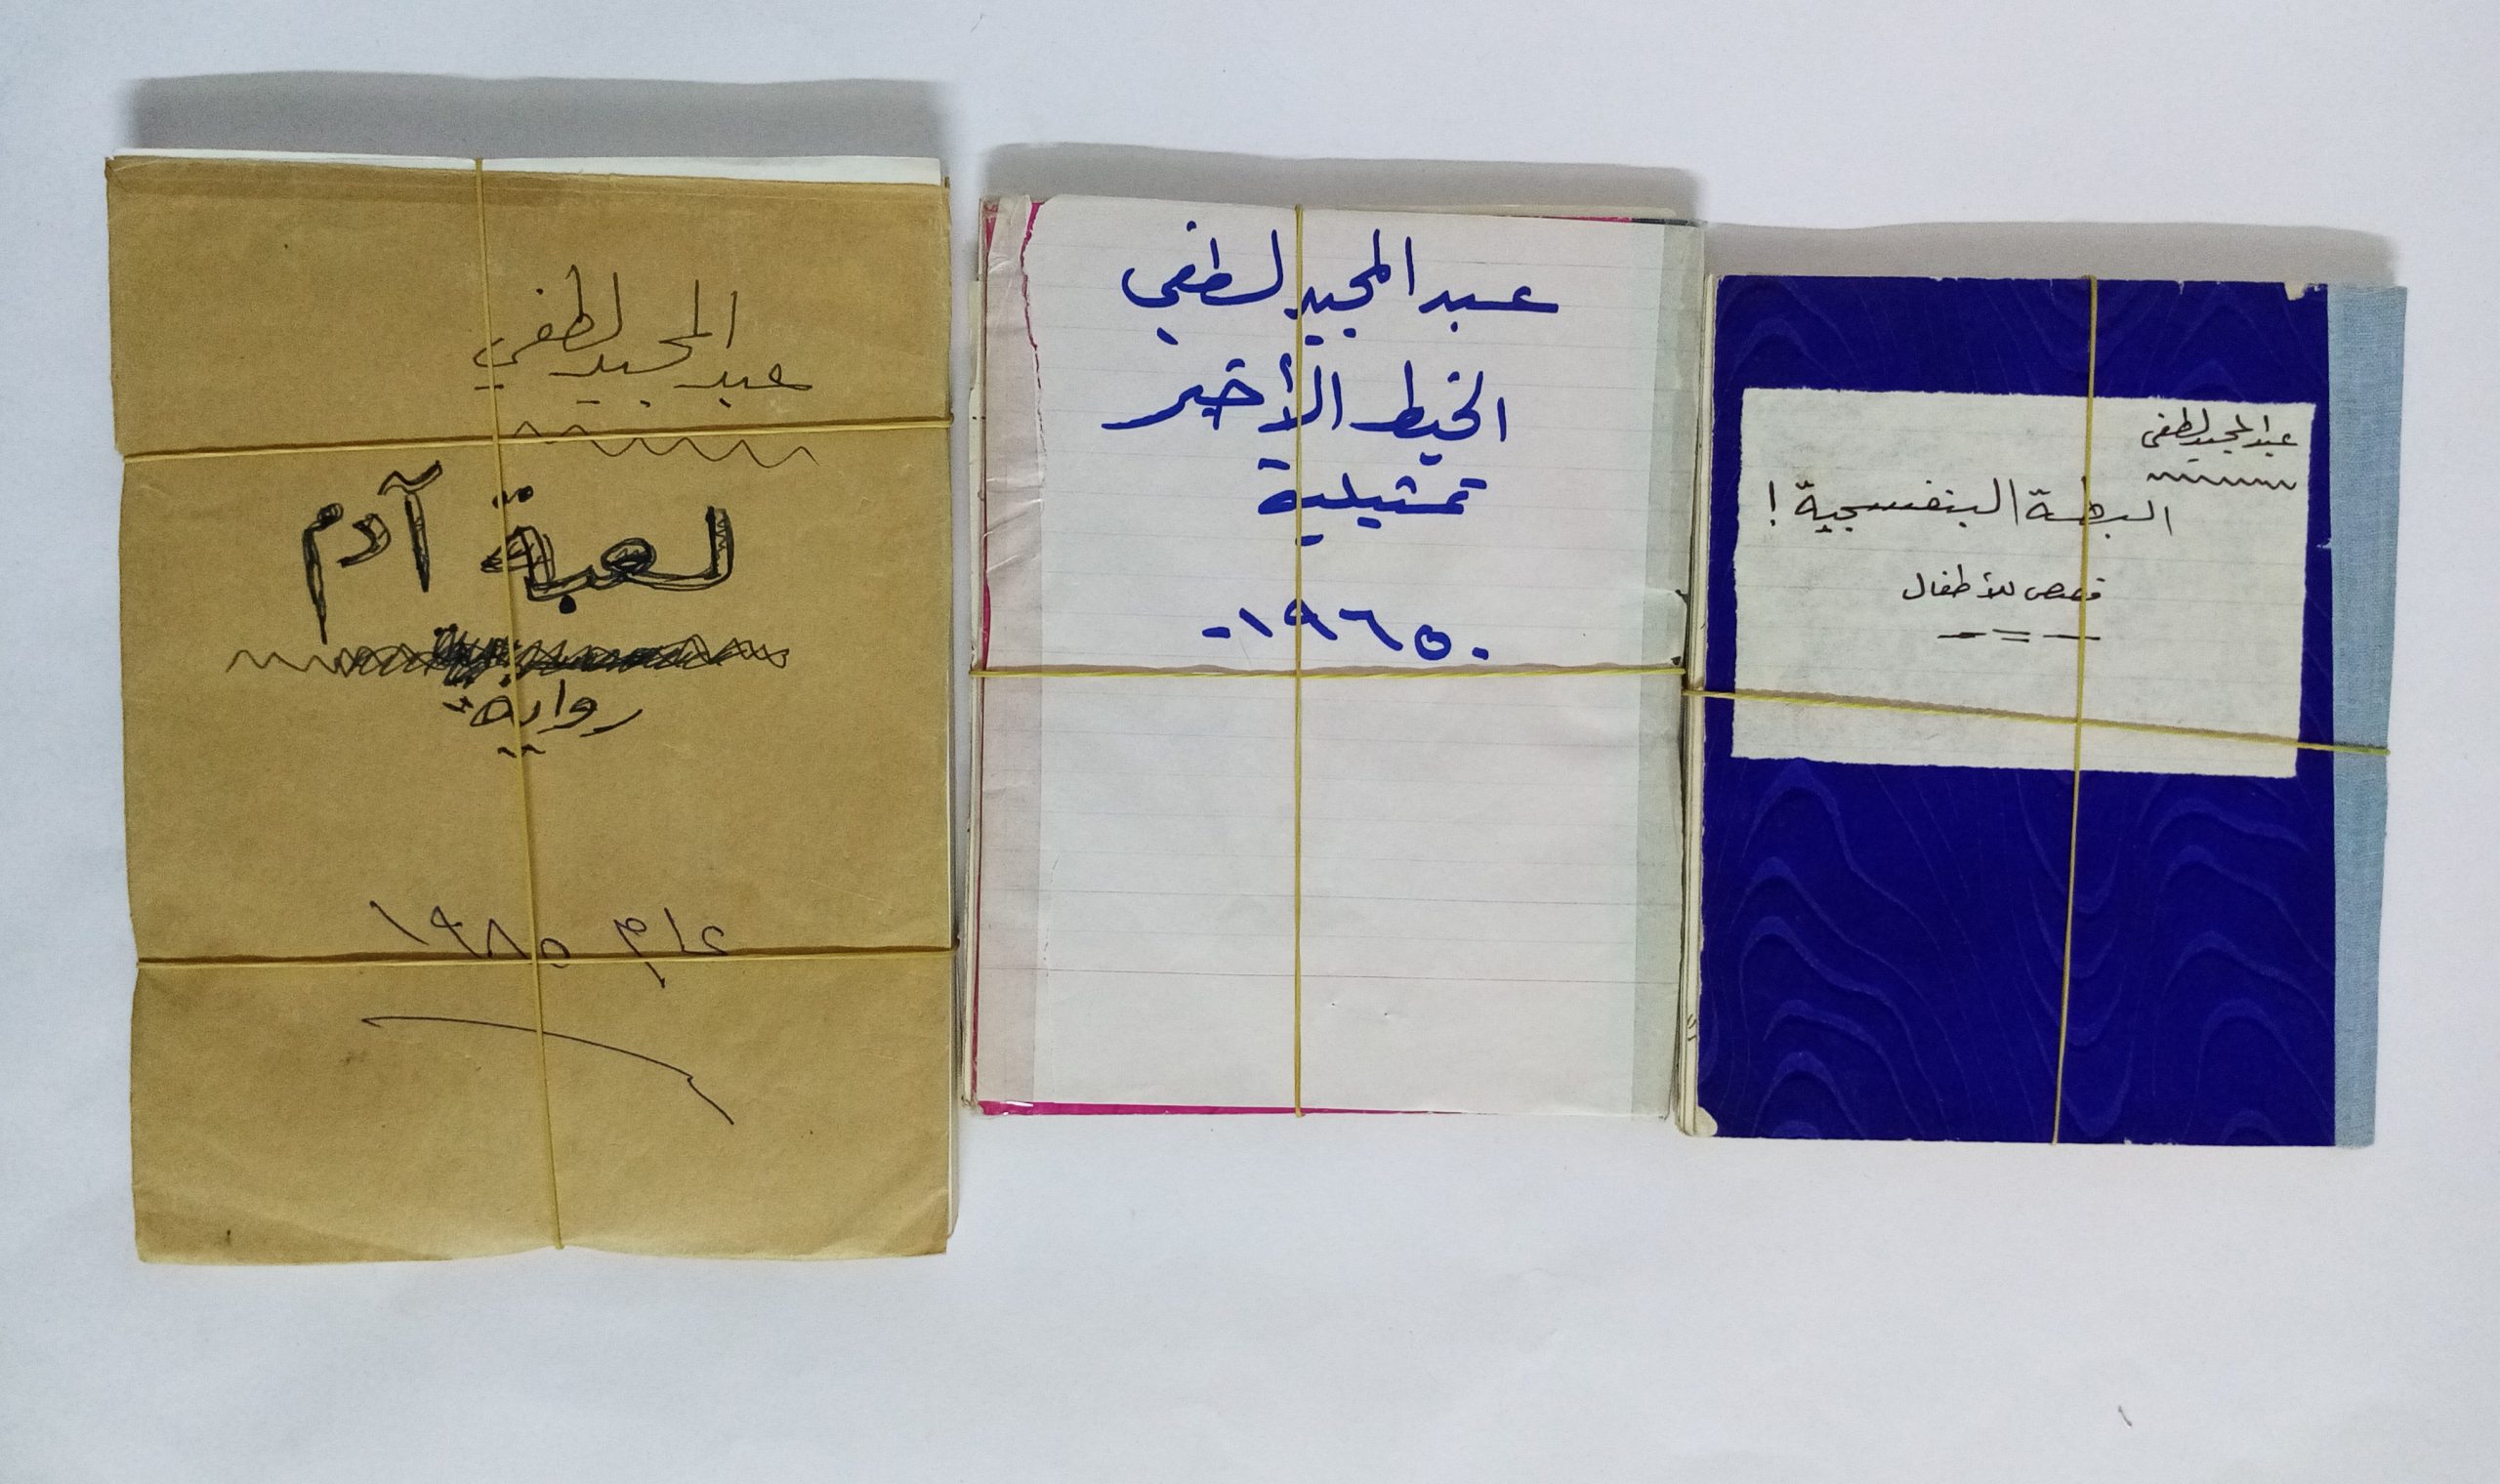 عبد المجيد لطفي
لعبة آدم
رواية
عام ١٩٨٥
عبد المجيد لطفي
الخيط الأخير
تمثيلية
-١٩٦٥-
عبد المجيد لطفي
البطة البنفسجية !
قصص للأطفال